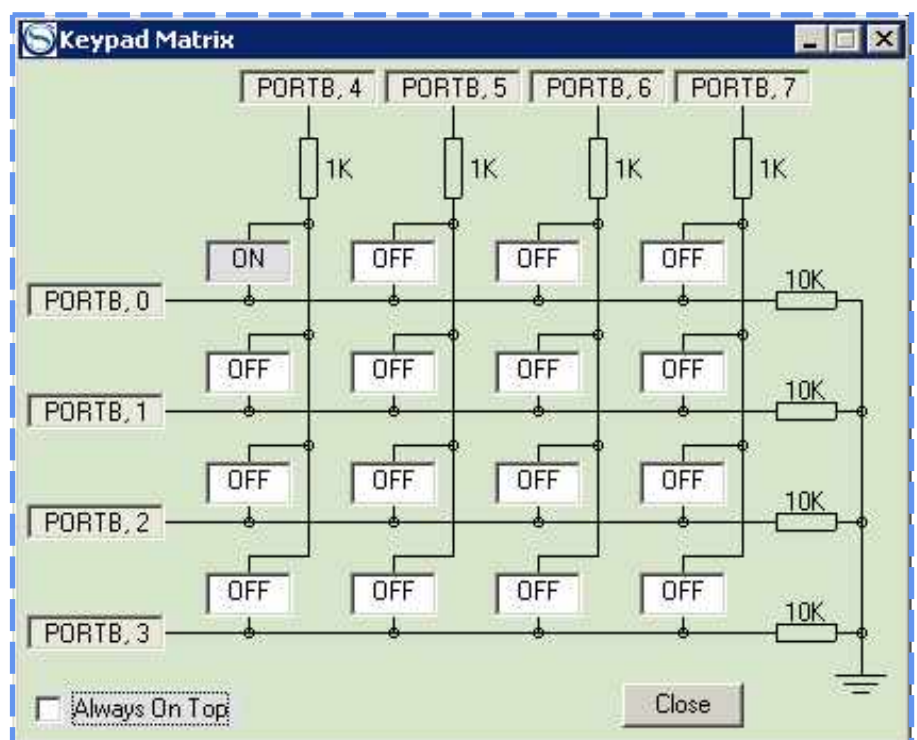 Keypad Matrix
PORTB, 4 PORTB, 5 PORTB, 6 PORTB, 7
1K 1K 1K 1K
ON OFF OFF OFF
10K
PORTB, 0
OFF OFF OFF OFF
10K
PORTB, 1
OFF OFF OFF OFF
10K
PORTB, 2
OFF OFF OFF OFF
10K
PORTB, 3
Always On Top Close